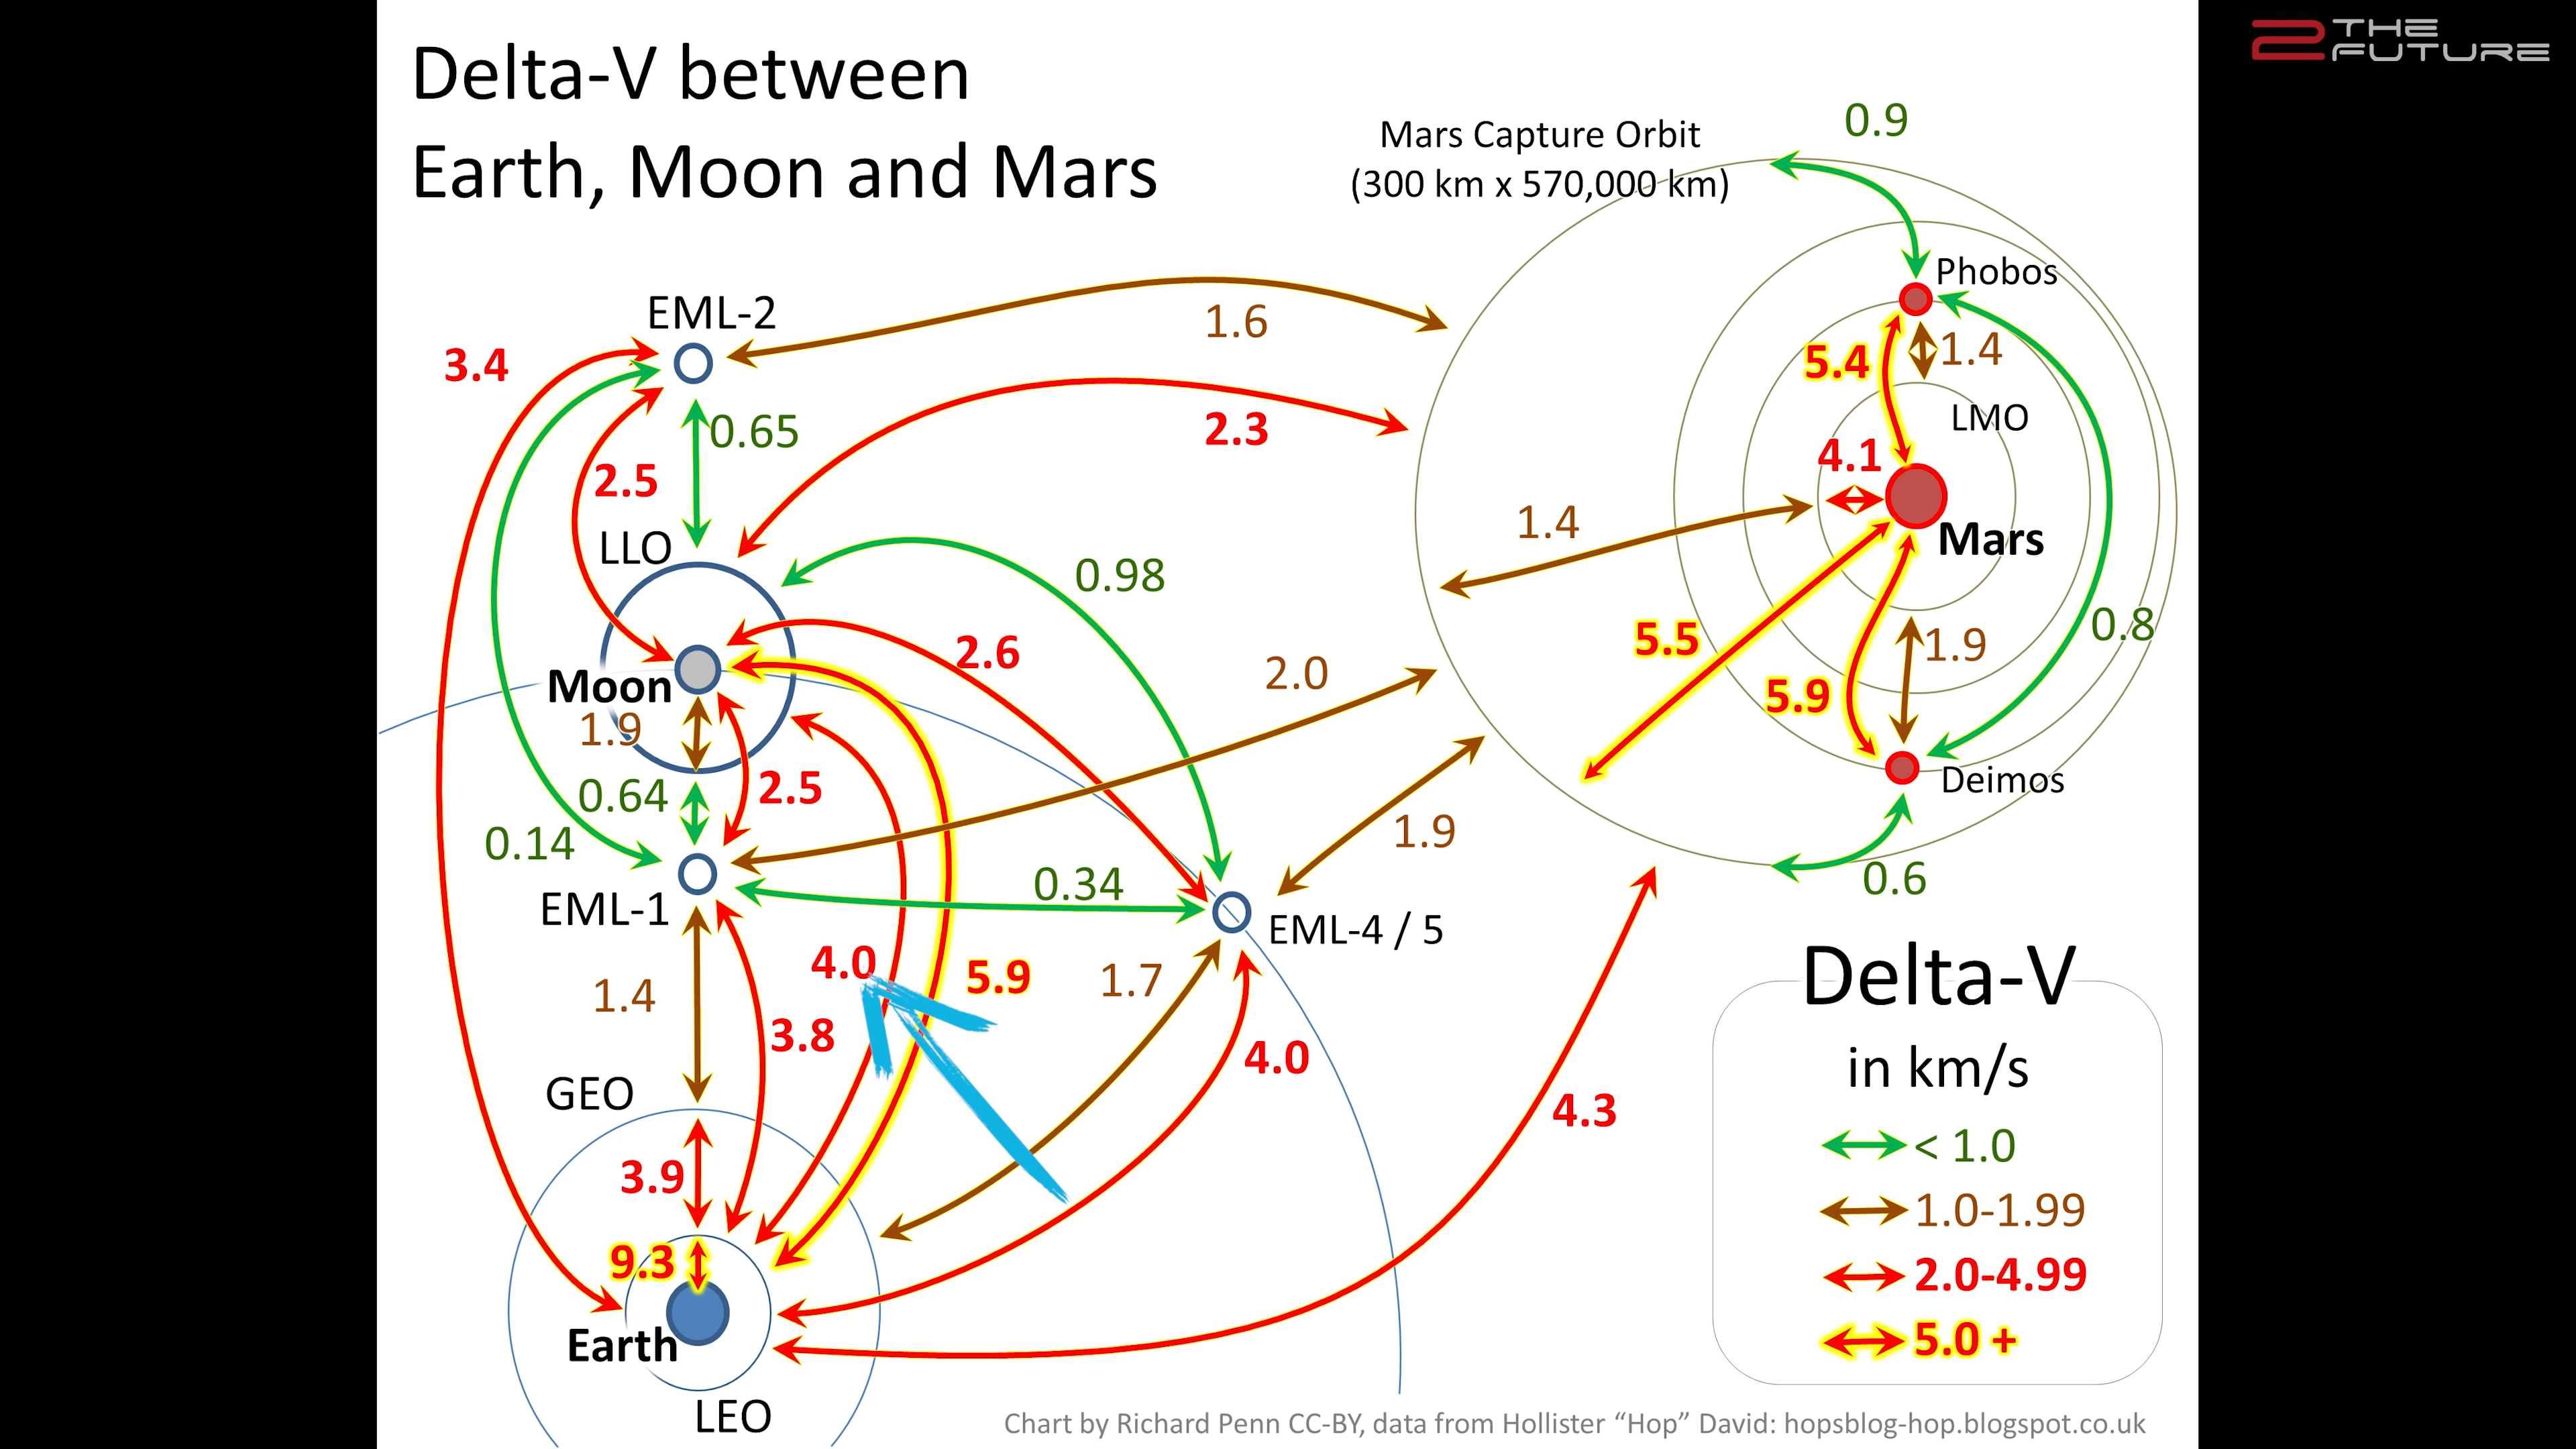 2 THE
FUTURE
Delta-V between
Earth, Moon and Mars
Mars Capture Orbit
(300 km x 570,000 km)
0.9
Phobos
EML-2
1.6
3.4
5.4
1.4
0.65
2.3
LMO
2.5
4.1
LLO
1.4
Mars
0.98
2.6
5.5
0.8
1.9
2.0
Moon
1.9
5.9
2.5
0.64
Deimos
0.14
1.9
0.34
0.6
EML-1
EML-4 / 5
4.0
5.9
1.7
1.4
3.8
4.0
GEO
4.3
3.9
9.3
Earth
LEO
Delta-V
in km/s
< 1.0
1.0-1.99
2.0-4.99
5.0 +
Chart by Richard Penn CC-BY, data from Hollister “Hop” David: hopsblog-hop.blogspot.co.uk